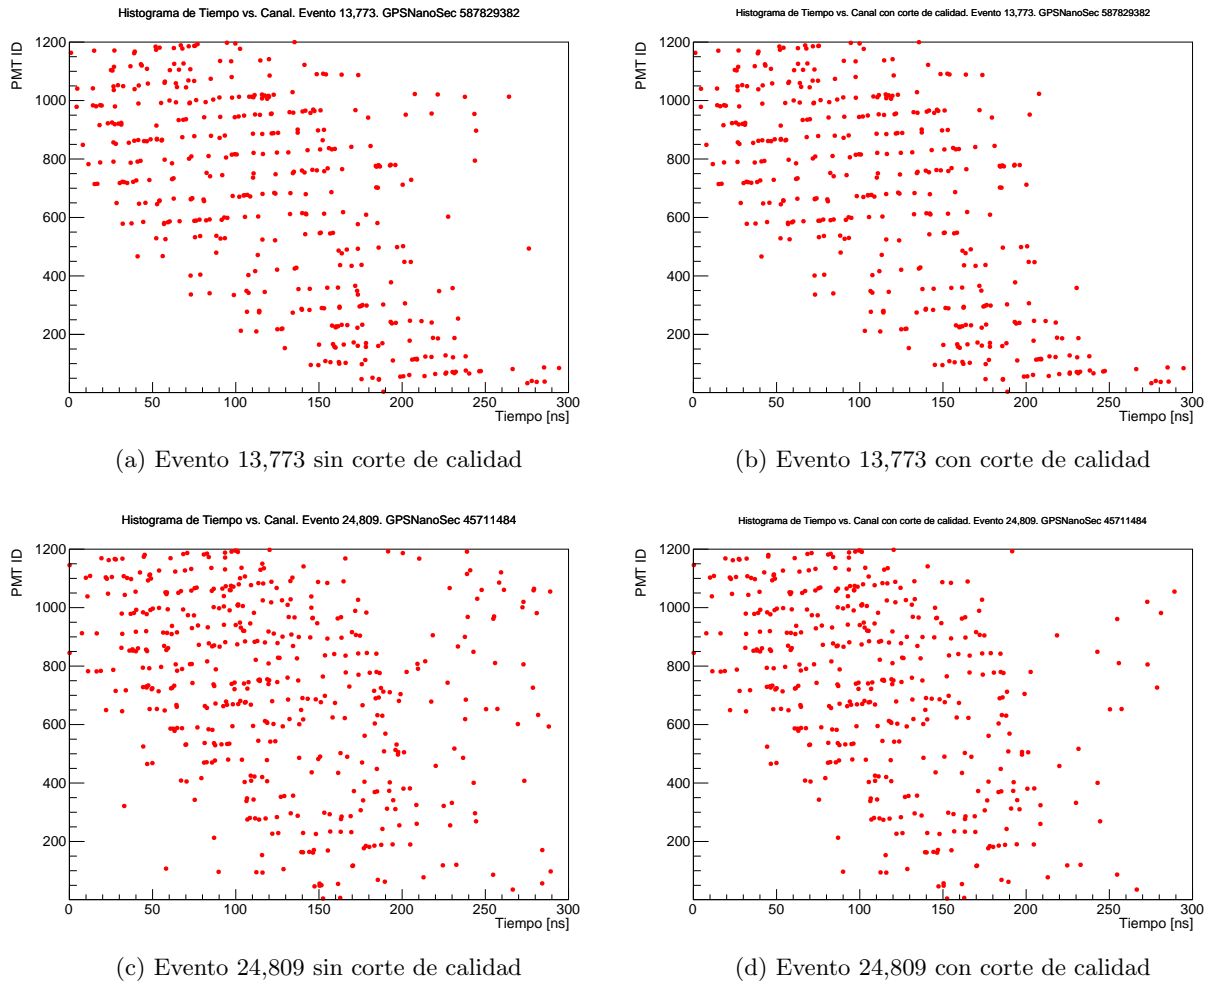 Histograma de Tiempo vs. Canal. Evento 13,773. GPSNanoSec 587829382
PMT ID
1200
1000
800
600
400
200
0 50 100 150 200 250 300
Tiempo [ns]
(a) Evento 13,773 sin corte de calidad
Histograma de Tiempo vs. Canal con corte de calidad. Evento 13,773. GPSNanoSec 587829382
PMT ID
1200
1000
800
600
400
200
0 50 100 150 200 250 300
Tiempo [ns]
(b) Evento 13,773 con corte de calidad
Histograma de Tiempo vs. Canal. Evento 24,809. GPSNanoSec 45711484
PMT ID
1200
1000
800
600
400
200
0 50 100 150 200 250 300
Tiempo [ns]
(c) Evento 24,809 sin corte de calidad
Histograma de Tiempo vs. Canal con corte de calidad. Evento 24,809. GPSNanoSec 45711484
PMT ID
1200
1000
800
600
400
200
0 50 100 150 200 250 300
Tiempo [ns]
(d) Evento 24,809 con corte de calidad